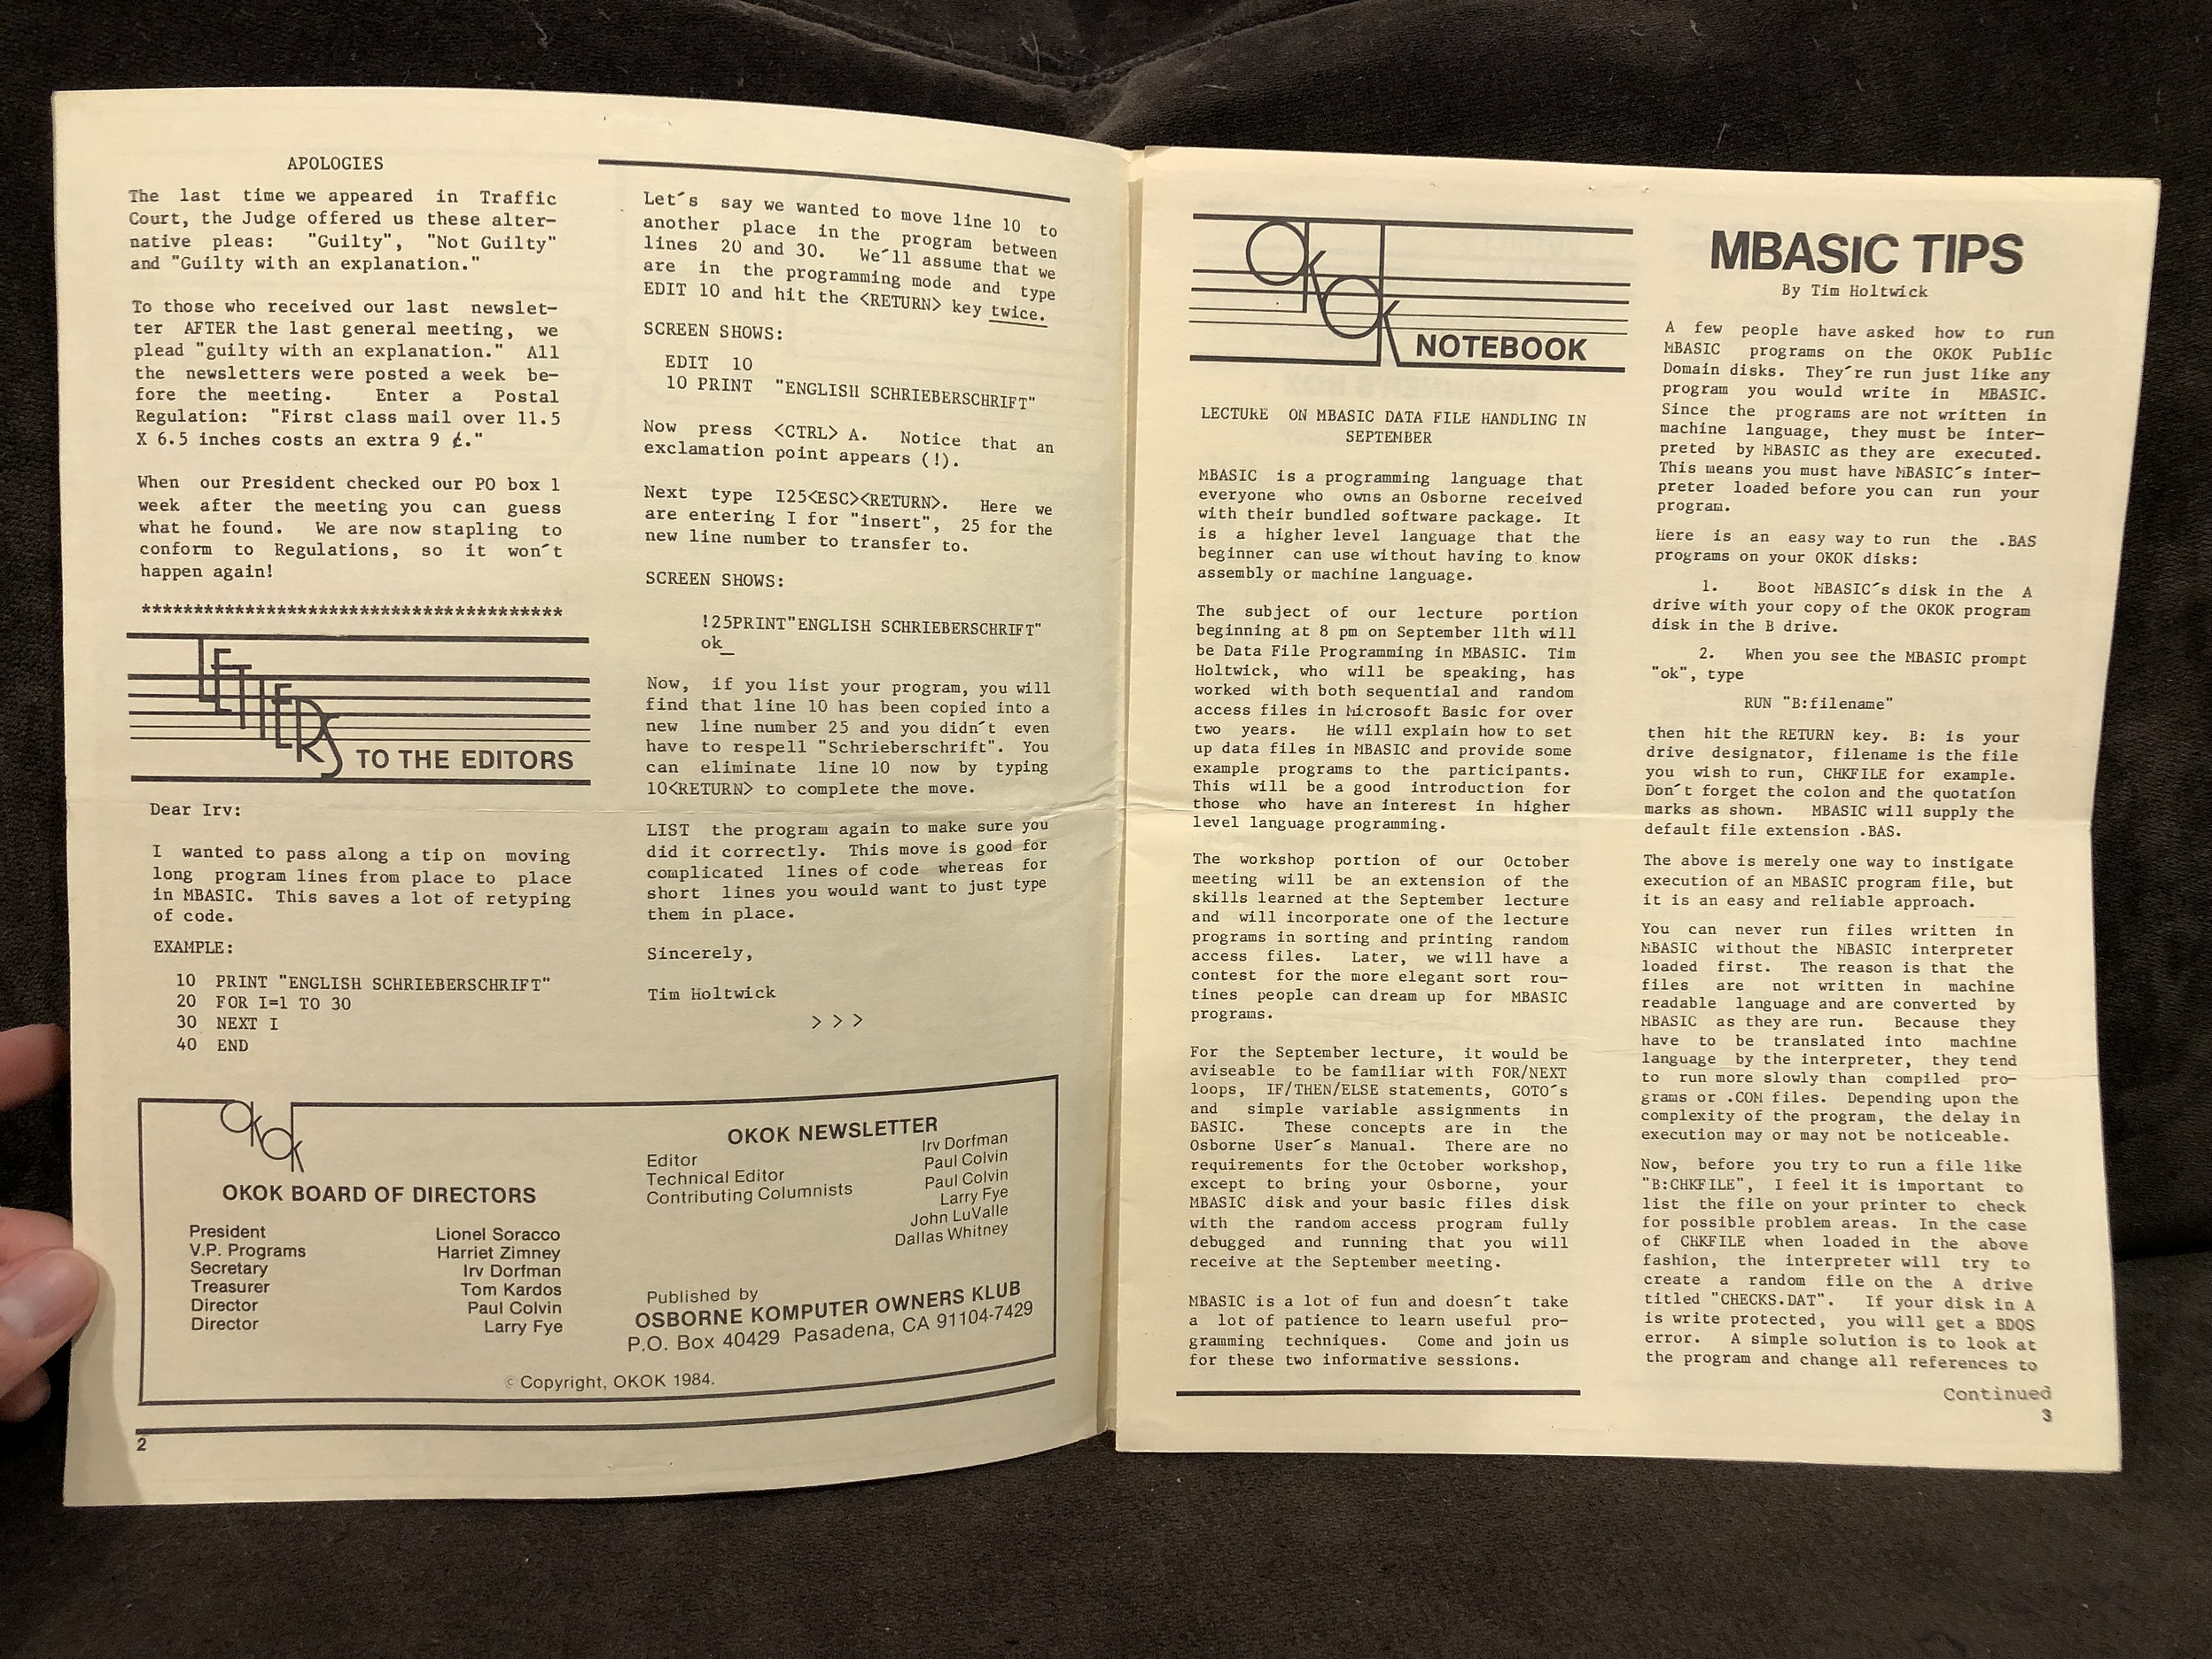 APOLOGIES
The last time we appeared in Traffic
Court, the Judge offered us these alter-
native pleas: "Guilty", "Not Guilty"
and "Guilty with an explanation."
To those who received our last newslet-
ter AFTER the last general meeting, we
plead "guilty with an explanation." All
the newsletters were posted a week be-
fore the meeting. Enter a Postal
Regulation: "First class mail over 11.5
X 6.5 inches costs an extra 9 ¢."
When our President checked our PO box 1
week after the meeting you can guess
what he found. We are now stapling to
conform to Regulations, so it won´t
happen again!
****************************************
LETTERS
TO THE EDITORS
Dear Irv:
I wanted to pass along a tip on moving
long program lines from place to place
in MBASIC. This saves a lot of retyping
of code.
EXAMPLE:
10 PRINT "ENGLISH SCHRIEBERSCHRIFT"
20 FOR I=1 TO 30
30 NEXT I
40 END
Let´s say we wanted to move line 10 to
another place in the program between
lines 20 and 30. We´ll assume that we
are in the programming mode and type
EDIT 10 and hit the <RETURN> key twice.
SCREEN SHOWS:
EDIT 10
10 PRINT "ENGLISH SCHRIEBERSCHRIFT"
Now press <CTRL> A. Notice that an
exclamation point appears (!).
Next type I25<ESC><RETURN>. Here we
are entering I for "insert", 25 for the
new line number to transfer to.
SCREEN SHOWS:
!25PRINT"ENGLISH SCHRIEBERSCHRIFT"
ok_
Now, if you list your program, you will
find that line 10 has been copied into a
new line number 25 and you didn´t even
have to respell "Schrieberschrift". You
can eliminate line 10 now by typing
10<RETURN> to complete the move.
LIST the program again to make sure you
did it correctly. This move is good for
complicated lines of code whereas for
short lines you would want to just type
them in place.
Sincerely,
Tim Holtwick
> > >
OKOK
OKOK BOARD OF DIRECTORS
President Lionel Soracco
V.P. Programs Harriet Zimney
Secretary Irv Dorfman
Treasurer Tom Kardos
Director Paul Colvin
Director Larry Fye
OKOK NEWSLETTER
Editor Irv Dorfman
Technical Editor Paul Colvin
Contributing Columnists Paul Colvin
Larry Fye
John LuValle
Dallas Whitney
Published by
OSBORNE KOMPUTER OWNERS KLUB
P.O. Box 40429 Pasadena, CA 91104-7429
© Copyright, OKOK 1984.
2
OKOK
NOTEBOOK
LECTURE ON MBASIC DATA FILE HANDLING IN
SEPTEMBER
MBASIC is a programming language that
everyone who owns an Osborne received
with their bundled software package. It
is a higher level language that the
beginner can use without having to know
assembly or machine language.
The subject of our lecture portion
beginning at 8 pm on September 11th will
be Data File Programming in MBASIC. Tim
Holtwick, who will be speaking, has
worked with both sequential and random
access files in Microsoft Basic for over
two years. He will explain how to set
up data files in MBASIC and provide some
example programs to the participants.
This will be a good introduction for
those who have an interest in higher
level language programming.
The workshop portion of our October
meeting will be an extension of the
skills learned at the September lecture
and will incorporate one of the lecture
programs in sorting and printing random
access files. Later, we will have a
contest for the more elegant sort rou-
tines people can dream up for MBASIC
programs.
For the September lecture, it would be
aviseable to be familiar with FOR/NEXT
loops, IF/THEN/ELSE statements, GOTO´s
and simple variable assignments in
BASIC. These concepts are in the
Osborne User´s Manual. There are no
requirements for the October workshop,
except to bring your Osborne, your
MBASIC disk and your basic files disk
with the random access program fully
debugged and running that you will
receive at the September meeting.
MBASIC is a lot of fun and doesn´t take
a lot of patience to learn useful pro-
gramming techniques. Come and join us
for these two informative sessions.
MBASIC TIPS
By Tim Holtwick
A few people have asked how to run
MBASIC programs on the OKOK Public
Domain disks. They´re run just like any
program you would write in MBASIC.
Since the programs are not written in
machine language, they must be inter-
preted by MBASIC as they are executed.
This means you must have MBASIC´s inter-
preter loaded before you can run your
program.
Here is an easy way to run the .BAS
programs on your OKOK disks:
1. Boot MBASIC´s disk in the A
drive with your copy of the OKOK program
disk in the B drive.
2. When you see the MBASIC prompt
"ok", type
RUN "B:filename"
then hit the RETURN key. B: is your
drive designator, filename is the file
you wish to run, CHKFILE for example.
Don´t forget the colon and the quotation
marks as shown. MBASIC will supply the
default file extension .BAS.
The above is merely one way to instigate
execution of an MBASIC program file, but
it is an easy and reliable approach.
You can never run files written in
MBASIC without the MBASIC interpreter
loaded first. The reason is that the
files are not written in machine
readable language and are converted by
MBASIC as they are run. Because they
have to be translated into machine
language by the interpreter, they tend
to run more slowly than compiled pro-
grams or .COM files. Depending upon the
complexity of the program, the delay in
execution may or may not be noticeable.
Now, before you try to run a file like
"B:CHKFILE", I feel it is important to
list the file on your printer to check
for possible problem areas. In the case
of CHKFILE when loaded in the above
fashion, the interpreter will try to
create a random file on the A drive
titled "CHECKS.DAT". If your disk in A
is write protected, you will get a BDOS
error. A simple solution is to look at
the program and change all references to
Continued
3